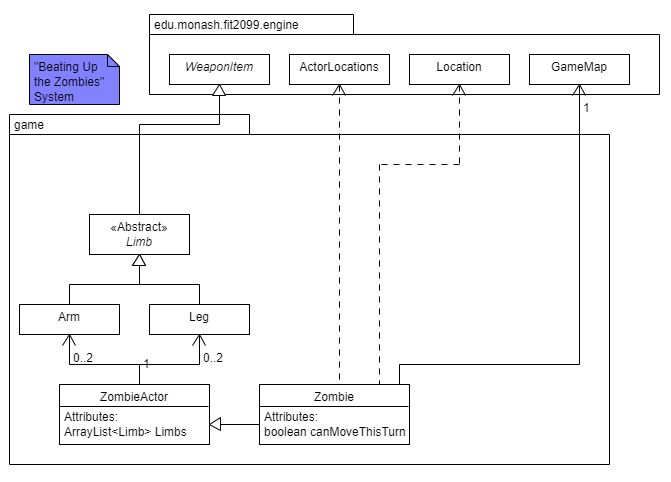 edu.monash.fit2099.engine
"Beating Up
the Zombies"
System
WeaponItem
ActorLocations
Location
GameMap
1
game
«Abstract»
Limb
Arm
Leg
0..2
1
0..2
ZombieActor
Attributes:
ArrayList<Limb> Limbs
Zombie
Attributes:
boolean canMoveThisTurn